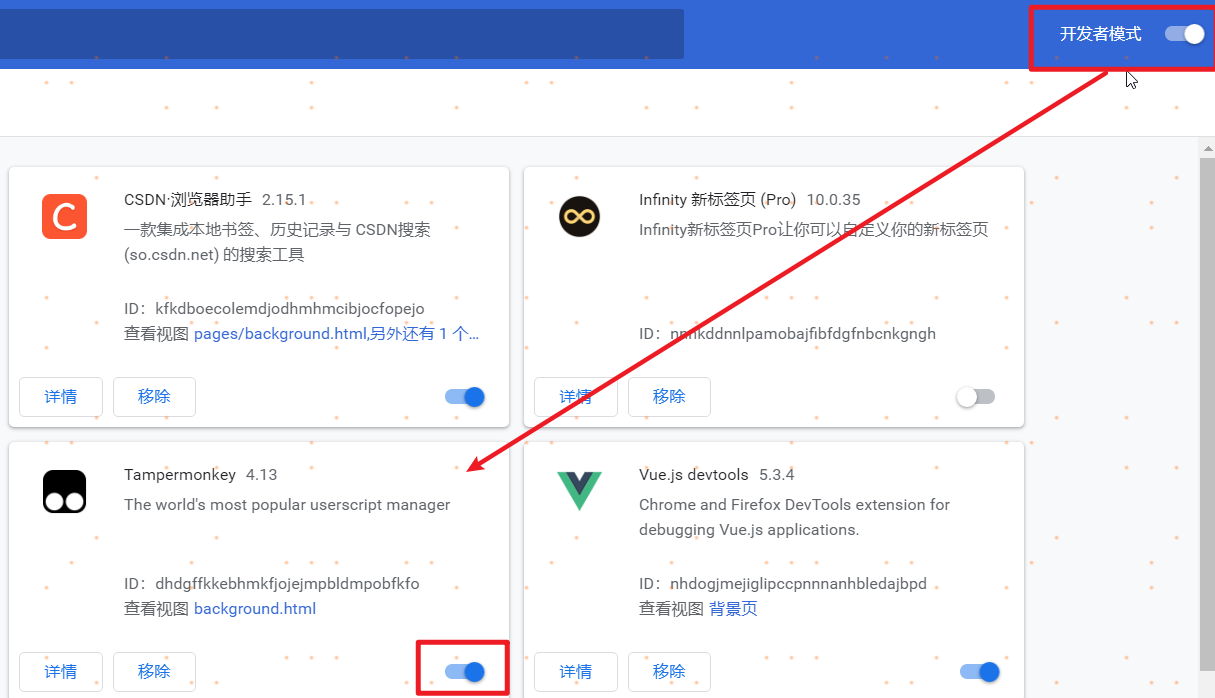 开发者模式
CSDN·浏览器助手 2.15.1
一款集成本地书签、历史记录与 CSDN搜索
(so.csdn.net) 的搜索工具
ID：kfkdboecolemdjodhmhmcibjocfopejo
查看视图 pages/background.html,另外还有 1 个…
详情 移除
Infinity 新标签页 (Pro) 10.0.35
Infinity新标签页Pro让你可以自定义你的新标签页
ID：nnnkddnnlpamobajfibfdgfnbcnkgngh
详情 移除
Tampermonkey 4.13
The world's most popular userscript manager
ID：dhdgffkkebhmkfjojejmpbldmpobfkfo
查看视图 background.html
详情 移除
Vue.js devtools 5.3.4
Chrome and Firefox DevTools extension for
debugging Vue.js applications.
ID：nhdogjmejiglipccpnnnanhbledajbpd
查看视图 背景页
详情 移除